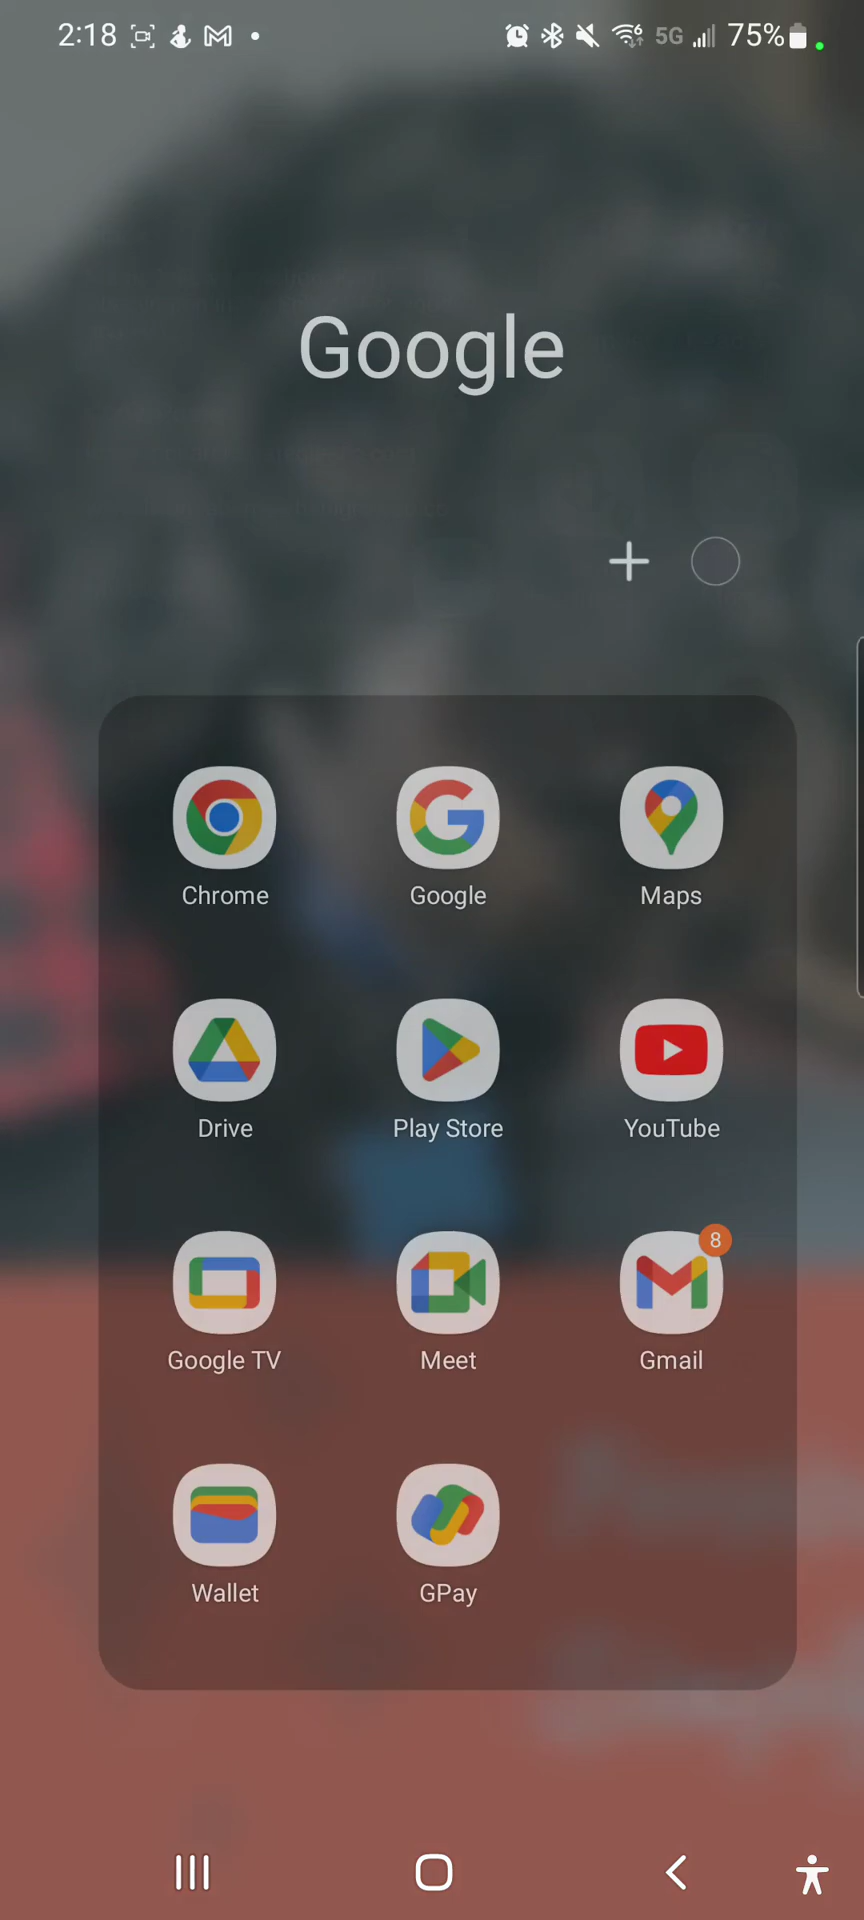 2:18 5G 75%
Google
Chrome Google Maps
Drive Play Store YouTube
8
Google TV Meet Gmail
Wallet GPay